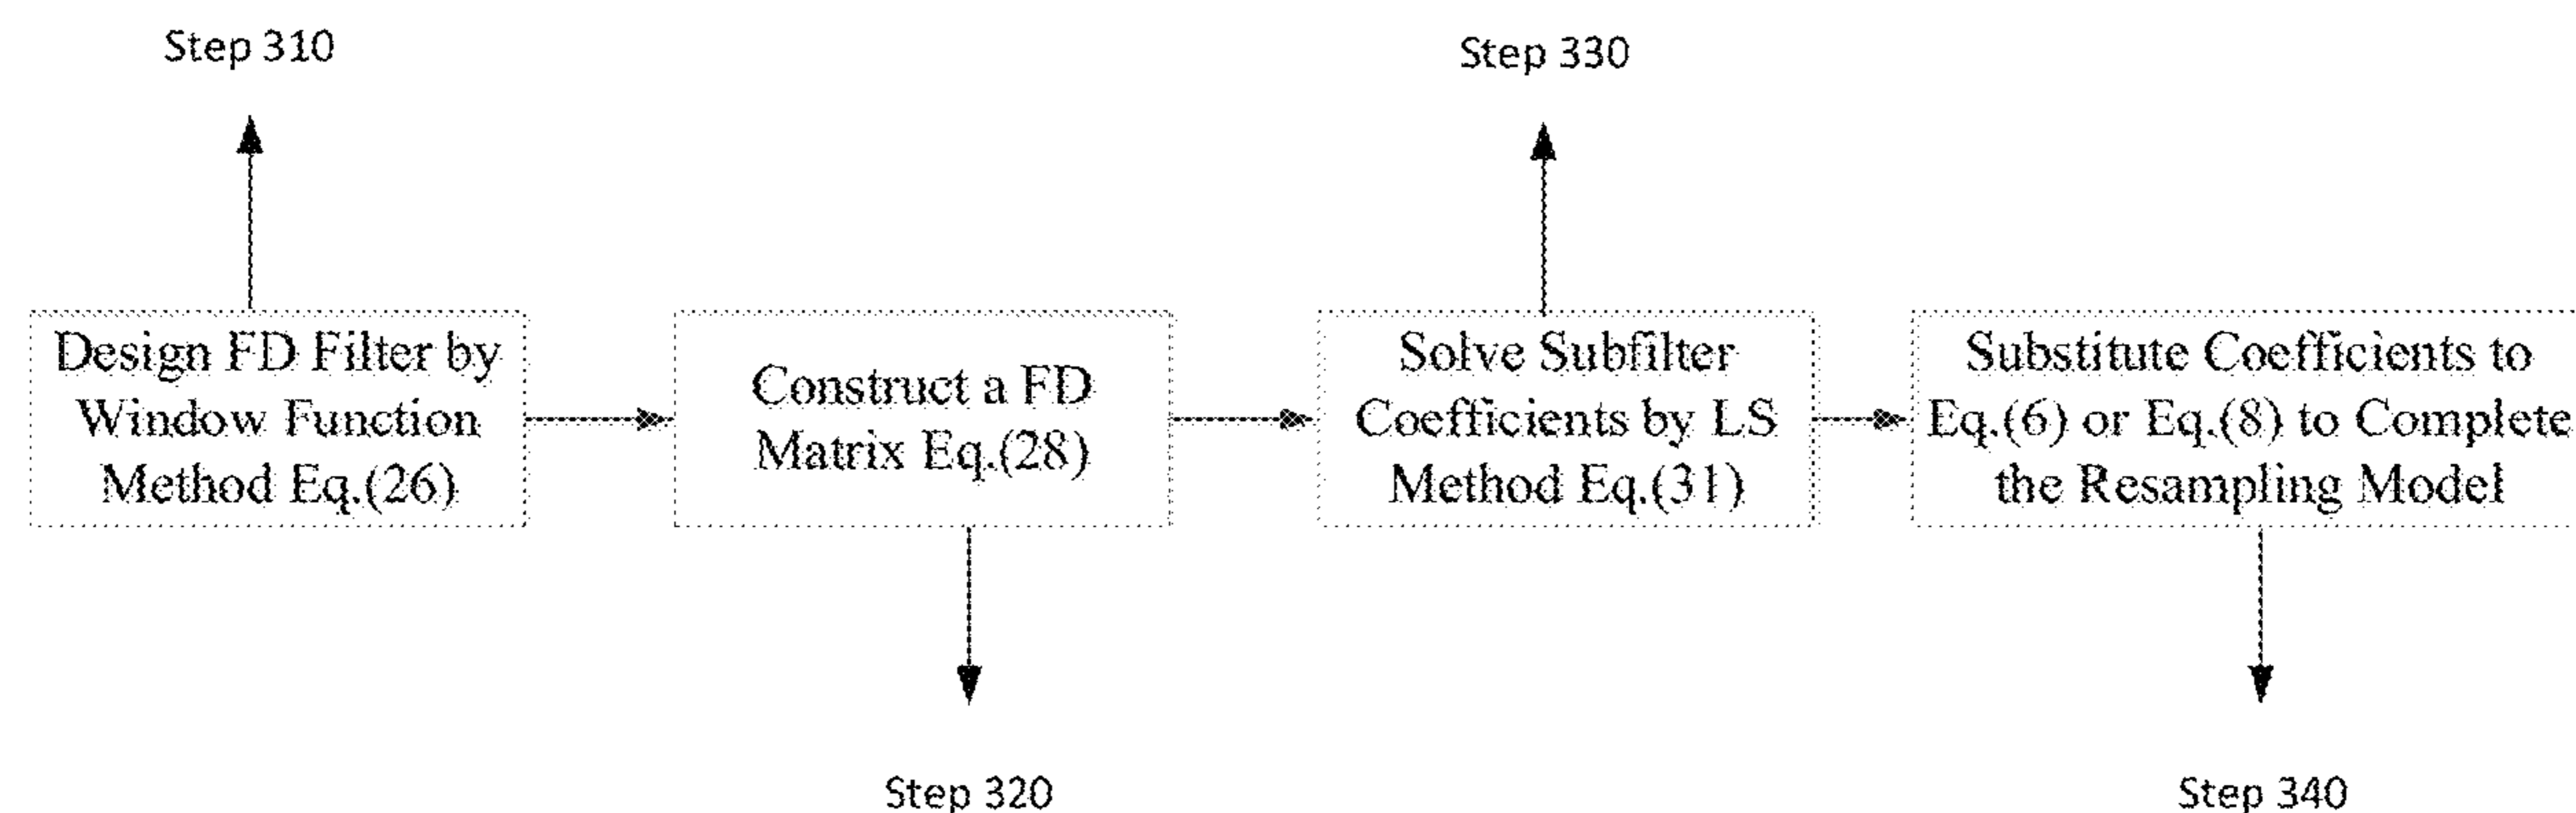 Step 310
Step 330
Design FD Filter by
Window Function
Method Eq.(26)
Construct a FD
Matrix Eq.(28)
Solve Subfilter
Coefficients by LS
Method Eq.(31)
Substitute Coefficients to
Eq.(6) or Eq.(8) to Complete
the Resampling Model
Step 320
Step 340